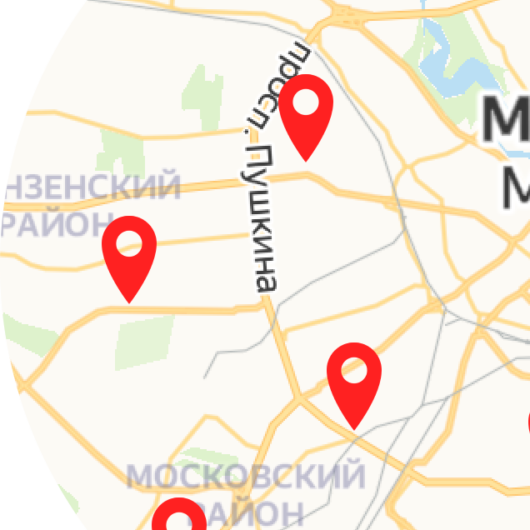 просп. Пушкина
М
М
НЗЕНСКИЙ
РАЙОН
МОСКОВСКИЙ
РАЙОН